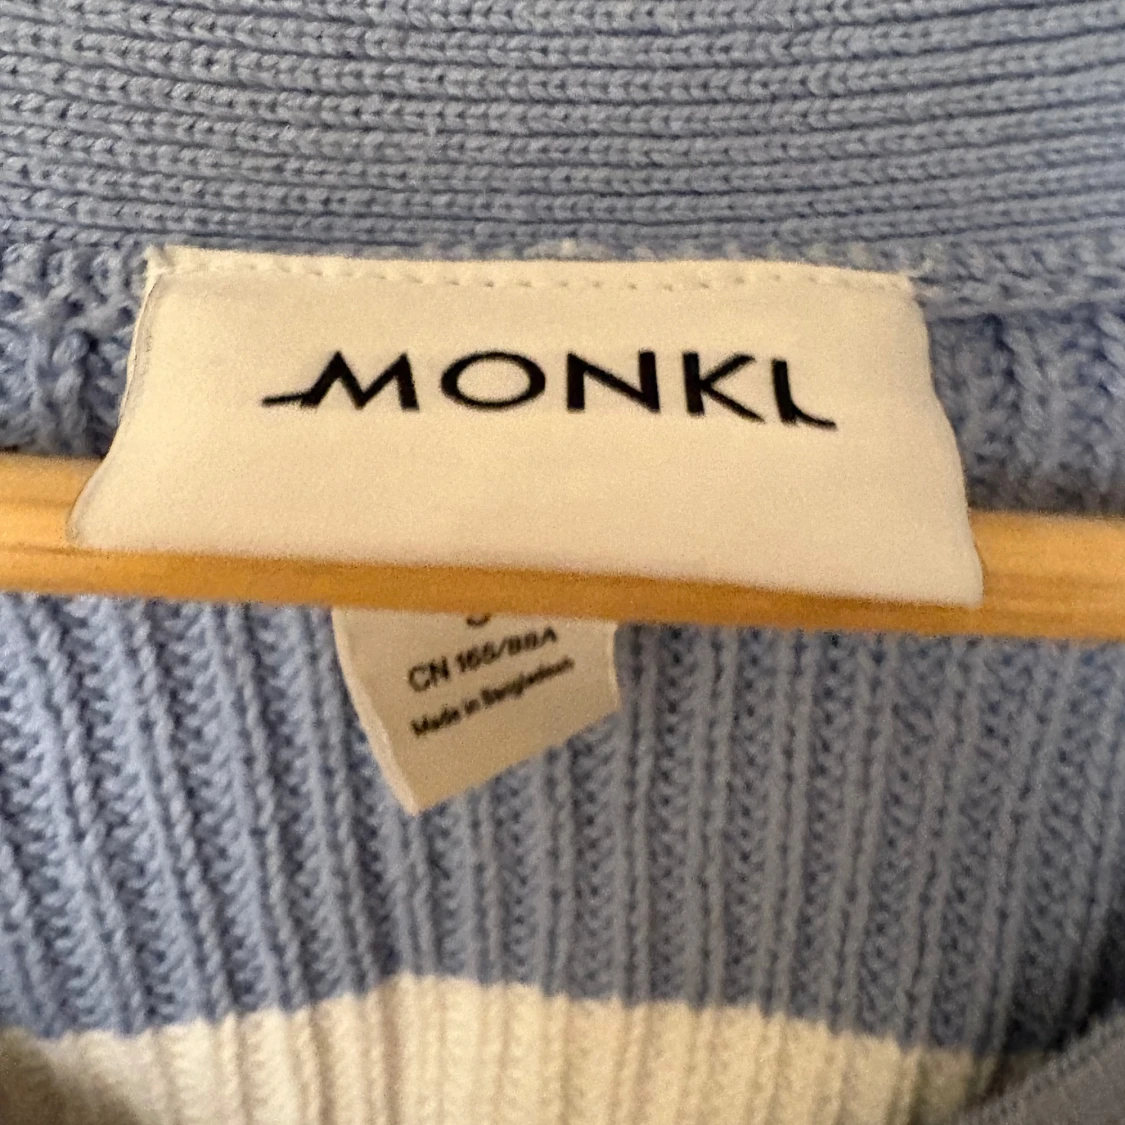 MONKI
CN 165/88A
Made in Bangladesh